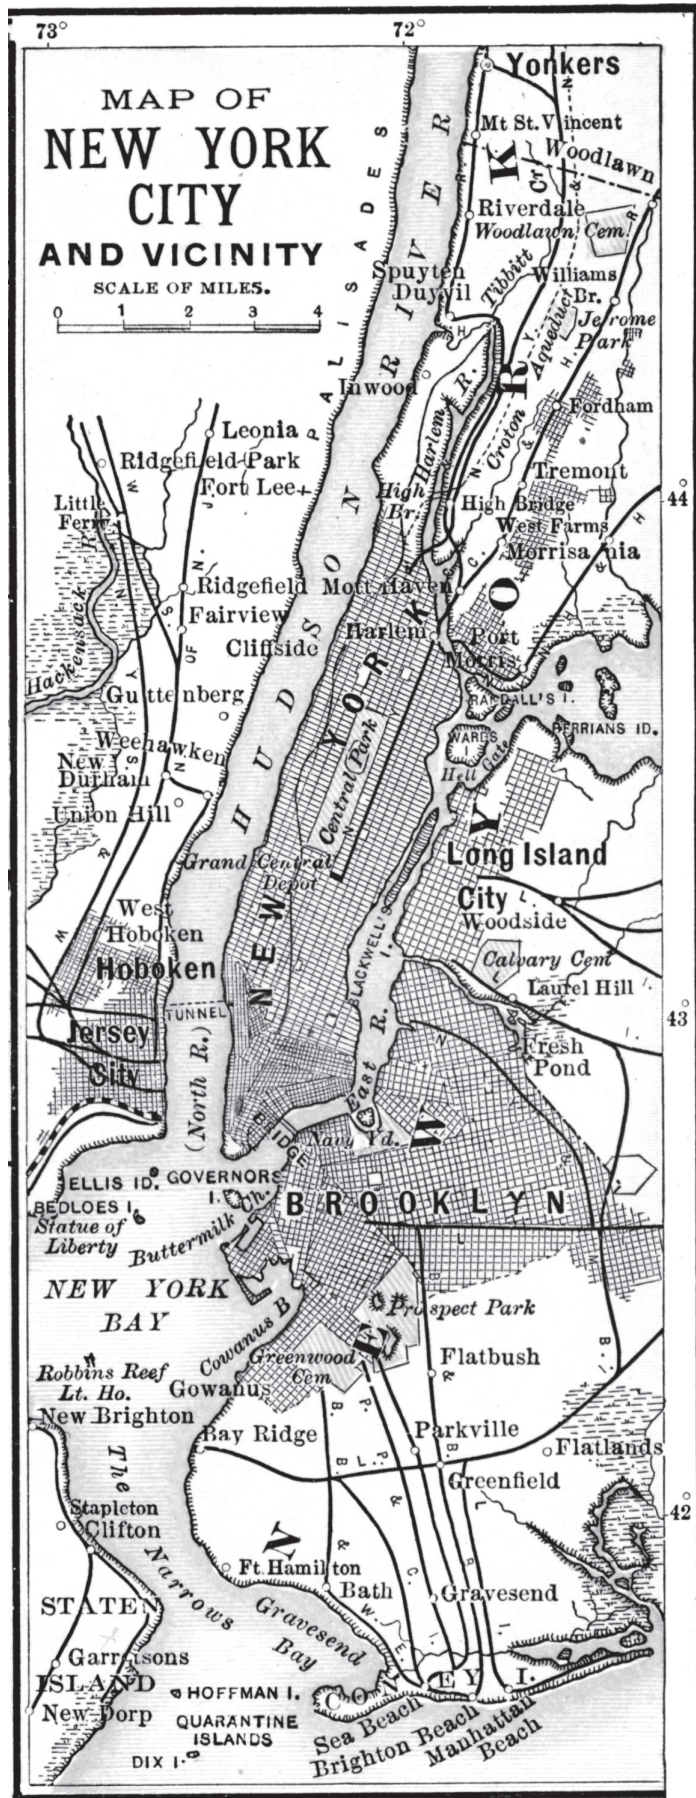 73°
72°
MAP OF
NEW YORK
CITY
AND VICINITY
SCALE OF MILES.
0 1 2 3 4
Yonkers
Mt St. Vincent
Woodlawn
PALISADES
HUDSON RIVER
Riverdale
Woodlawn Cem.
Spuyten
Duyvil
Tibbitt
Cr
Williams
Br.
Jerome
Park
Croton Aqueduct
Inwood
Harlem R.
Fordham
Leonia
Ridgefield Park
Fort Lee
Little
Ferry
High
Br.
Tremont
44°
High Bridge
West Farms
Morrisania
Hackensack R.
Ridgefield
Mott Haven
Fairview
Harlem
Cliffside
Port
Morris
Guttenberg
RANDALL'S I.
BERRIANS ID.
WARDS
I.
Hell Gate
Weehawken
New
Durham
Union Hill
Central Park
NEW YORK
Grand Central
Depot
Long Island
City
Woodside
West
Hoboken
Hoboken
BLACKWELL'S
I.
Calvary Cem
Laurel Hill
TUNNEL
Jersey
City
43°
(North R.)
East R.
Fresh
Pond
BRIDGE
Navy Yd.
ELLIS ID.
GOVERNORS
I.
BEDLOES I.
Statue of
Liberty
Buttermilk Ch.
BROOKLYN
NEW YORK
BAY
Prospect Park
Cowanus B
Greenwood
Cem.
Robbins Reef
Lt. Ho.
Gowanus
Flatbush
New Brighton
Bay Ridge
Parkville
Flatlands
Greenfield
The Narrows
Stapleton
Clifton
42°
Ft. Hamilton
Bath
Gravesend
STATEN
ISLAND
Gravesend
Bay
Garretsons
New Dorp
HOFFMAN I.
QUARANTINE
ISLANDS
DIX I.
CONEY I.
Sea Beach
Brighton Beach
Manhattan
Beach
NEW YORK